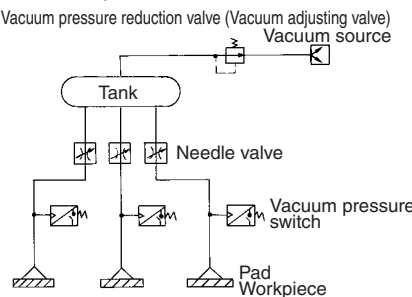 Vacuum pressure reduction valve (Vacuum adjusting valve)
Vacuum source
Tank
Needle valve
Vacuum pressure
switch
Pad
Workpiece